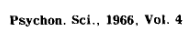 Psychon. Sci., 1966, Vol. 4